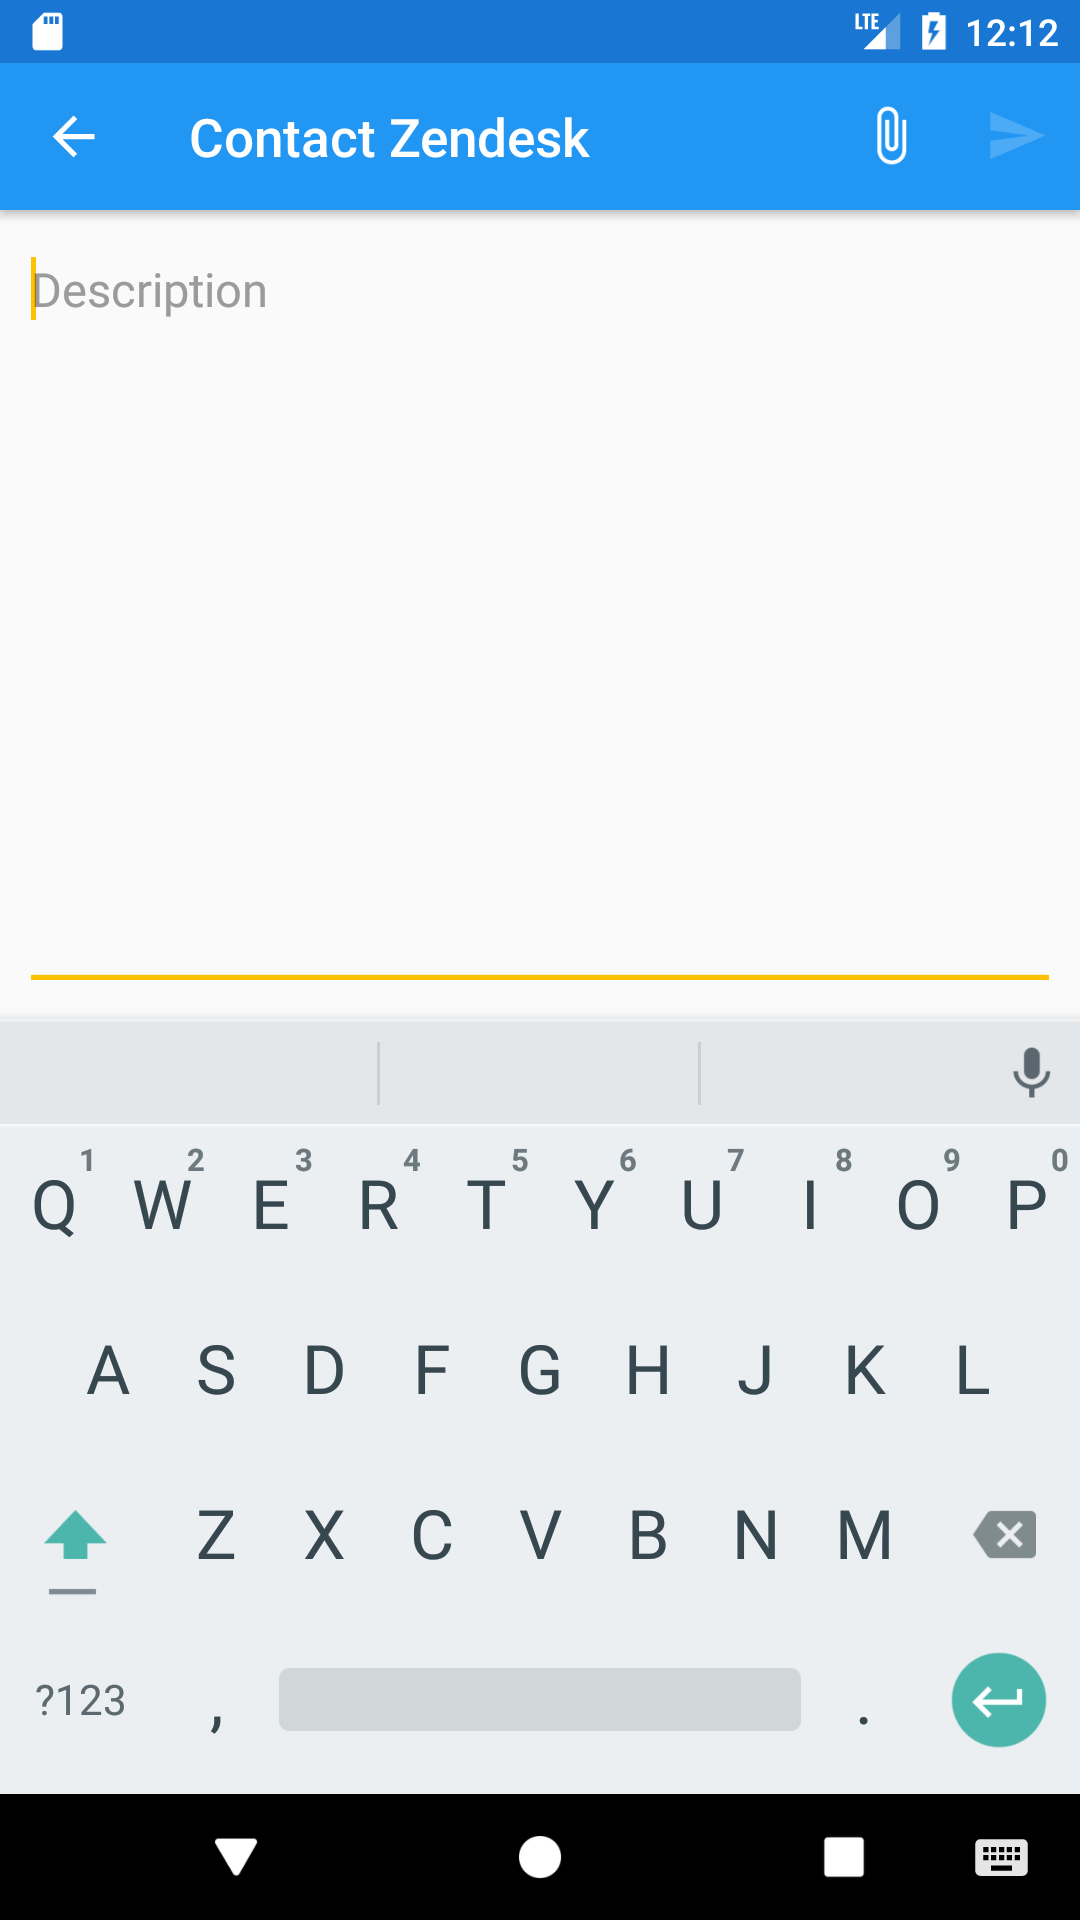 LTE 12:12
Contact Zendesk
Description
1 2 3 4 5 6 7 8 9 0
Q W E R T Y U I O P
A S D F G H J K L
Z X C V B N M
?123 , .